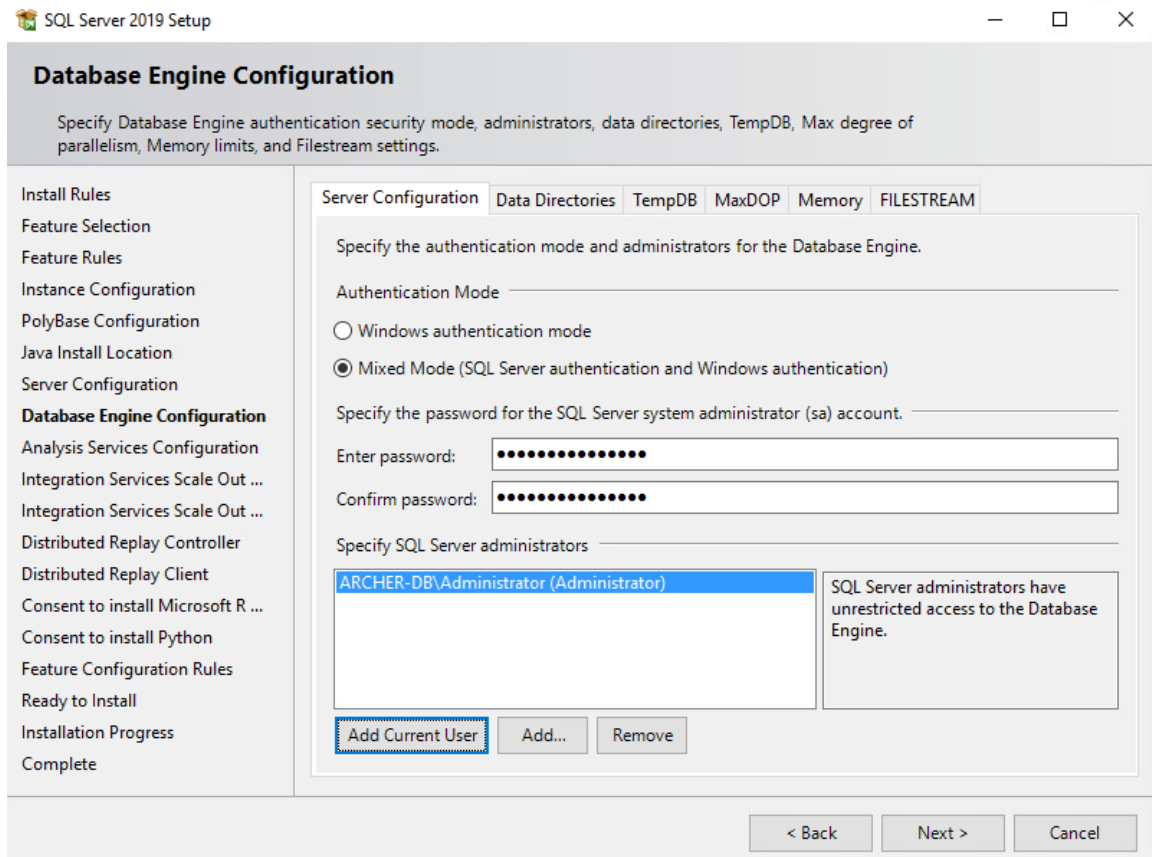 SQL Server 2019 Setup
Database Engine Configuration
Specify Database Engine authentication security mode, administrators, data directories, TempDB, Max degree of
parallelism, Memory limits, and Filestream settings.
Install Rules
Feature Selection
Feature Rules
Instance Configuration
PolyBase Configuration
Java Install Location
Server Configuration
Database Engine Configuration
Analysis Services Configuration
Integration Services Scale Out ...
Integration Services Scale Out ...
Distributed Replay Controller
Distributed Replay Client
Consent to install Microsoft R ...
Consent to install Python
Feature Configuration Rules
Ready to Install
Installation Progress
Complete
Server Configuration Data Directories TempDB MaxDOP Memory FILESTREAM
Specify the authentication mode and administrators for the Database Engine.
Authentication Mode
Windows authentication mode
Mixed Mode (SQL Server authentication and Windows authentication)
Specify the password for the SQL Server system administrator (sa) account.
Enter password: ●●●●●●●●●●●●●●●
Confirm password: ●●●●●●●●●●●●●●●
Specify SQL Server administrators
ARCHER-DB\Administrator (Administrator)
SQL Server administrators have
unrestricted access to the Database
Engine.
Add Current User Add... Remove
< Back Next > Cancel